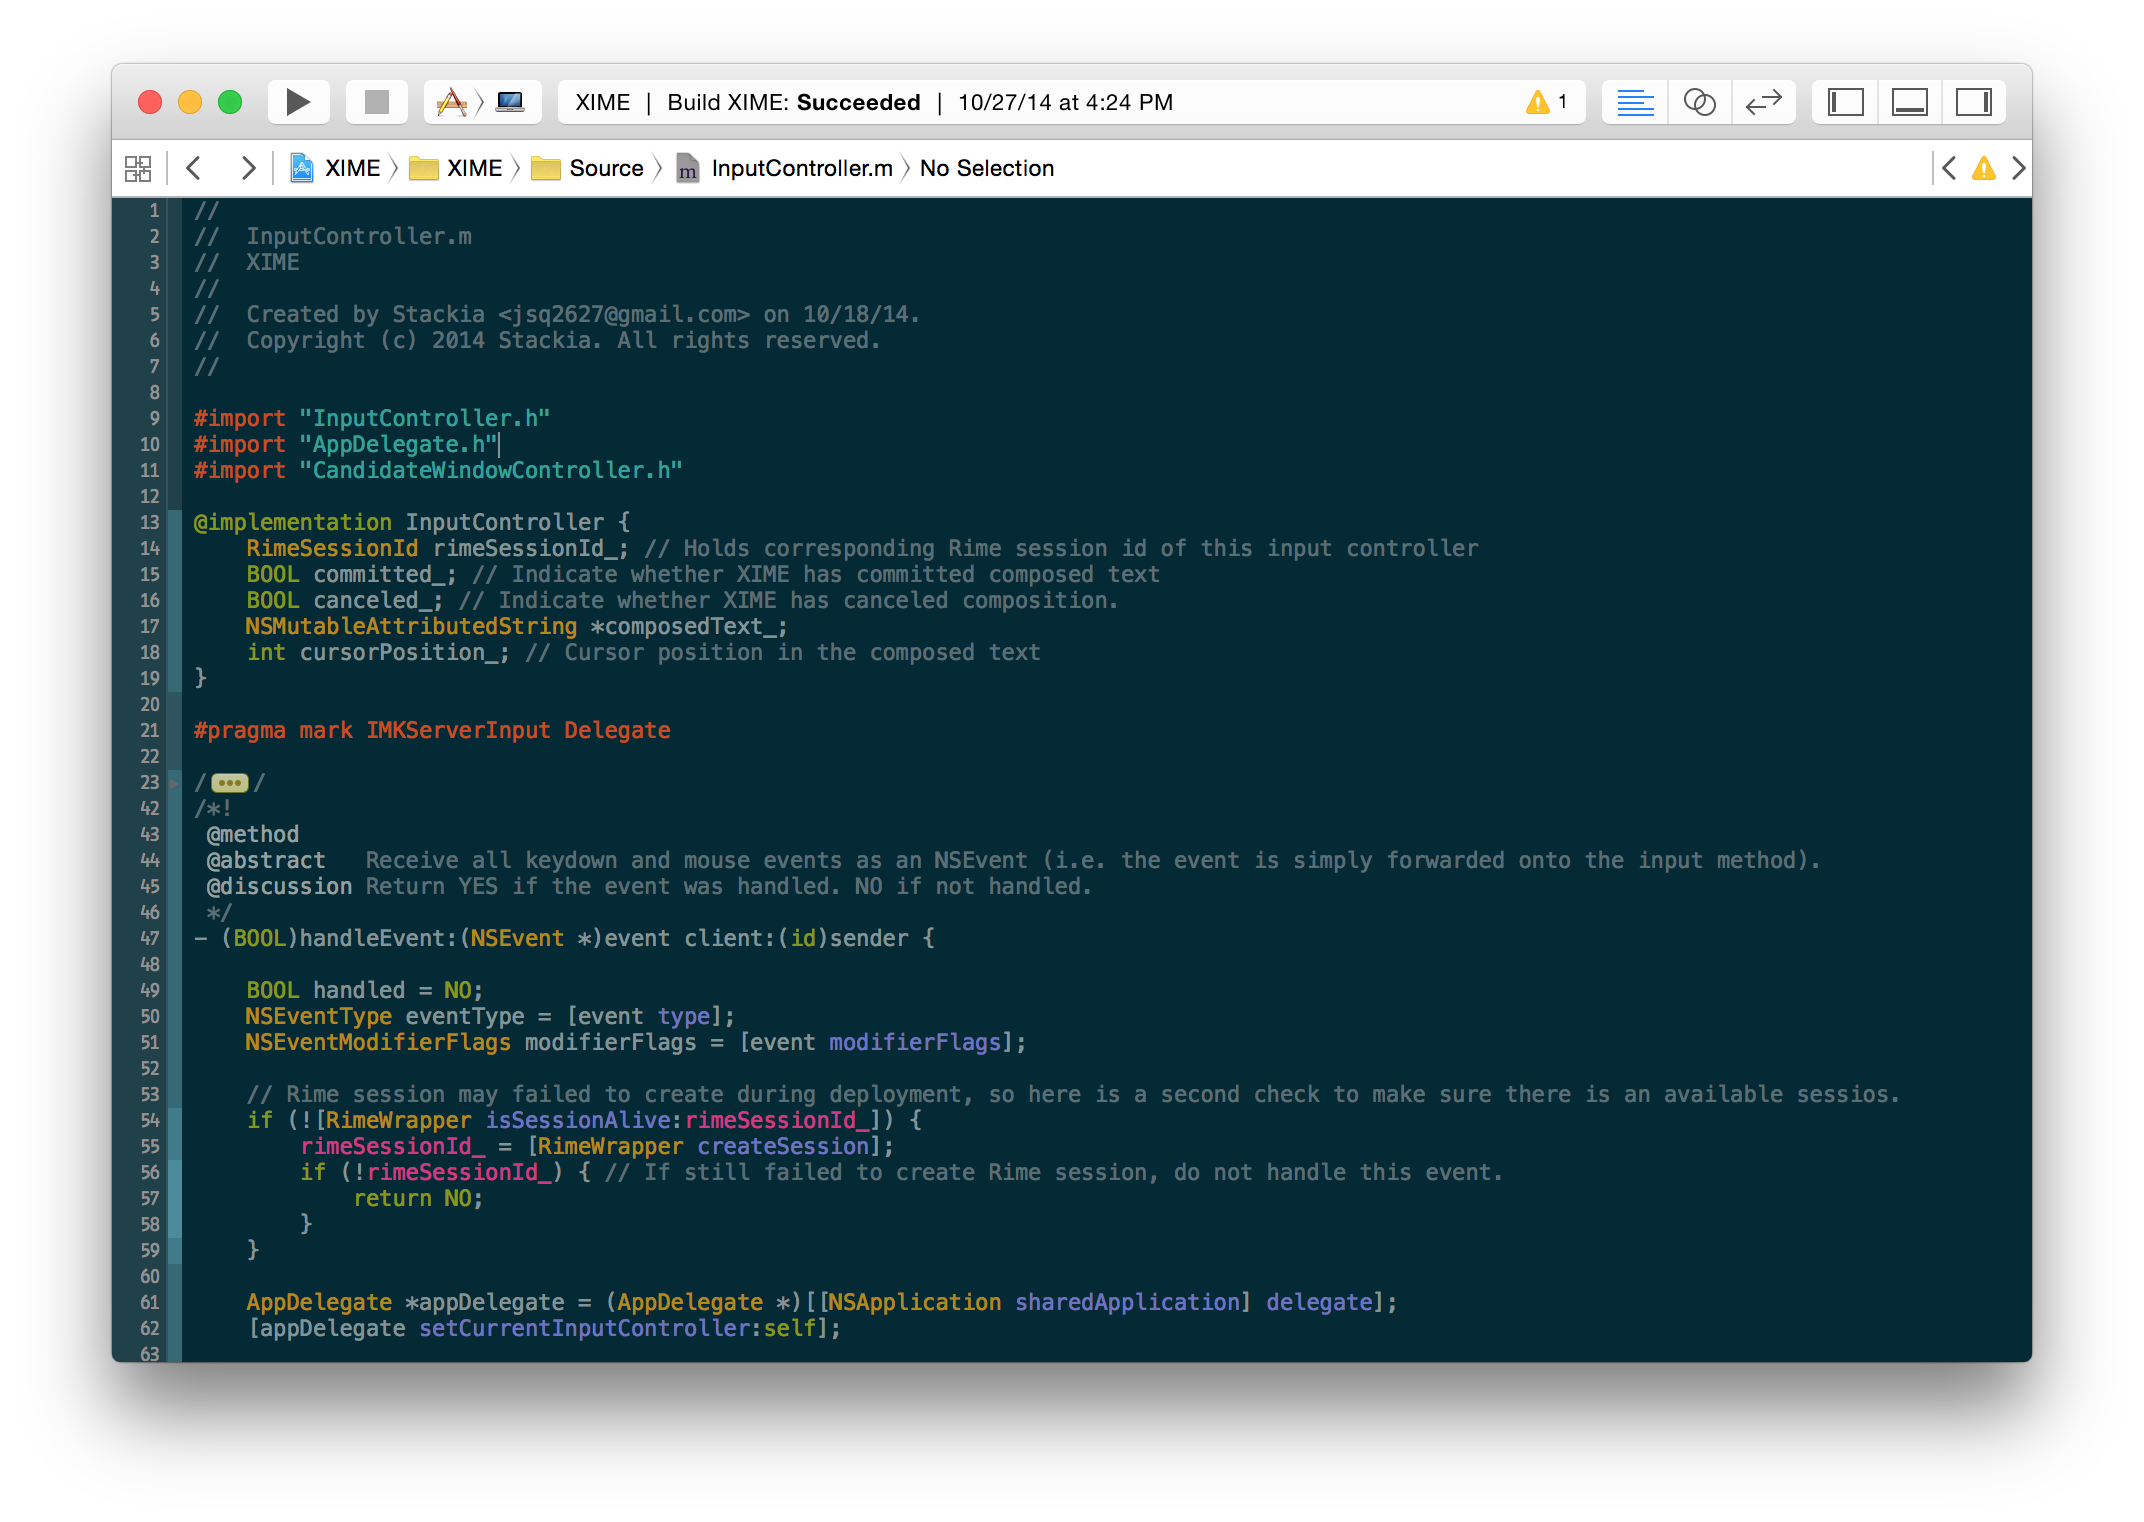 XIME | Build XIME: Succeeded | 10/27/14 at 4:24 PM 1
XIME XIME Source m InputController.m No Selection
1 //
2 //  InputController.m
3 //  XIME
4 //
5 //  Created by Stackia <jsq2627@gmail.com> on 10/18/14.
6 //  Copyright (c) 2014 Stackia. All rights reserved.
7 //
8
9 #import "InputController.h"
10 #import "AppDelegate.h"
11 #import "CandidateWindowController.h"
12
13 @implementation InputController {
14     RimeSessionId rimeSessionId_; // Holds corresponding Rime session id of this input controller
15     BOOL committed_; // Indicate whether XIME has committed composed text
16     BOOL canceled_; // Indicate whether XIME has canceled composition.
17     NSMutableAttributedString *composedText_;
18     int cursorPosition_; // Cursor position in the composed text
19 }
20
21 #pragma mark IMKServerInput Delegate
22
23 /•••/
42 /*!
43  @method
44  @abstract   Receive all keydown and mouse events as an NSEvent (i.e. the event is simply forwarded onto the input method).
45  @discussion Return YES if the event was handled. NO if not handled.
46  */
47 - (BOOL)handleEvent:(NSEvent *)event client:(id)sender {
48
49     BOOL handled = NO;
50     NSEventType eventType = [event type];
51     NSEventModifierFlags modifierFlags = [event modifierFlags];
52
53     // Rime session may failed to create during deployment, so here is a second check to make sure there is an available sessios.
54     if (![RimeWrapper isSessionAlive:rimeSessionId_]) {
55         rimeSessionId_ = [RimeWrapper createSession];
56         if (!rimeSessionId_) { // If still failed to create Rime session, do not handle this event.
57             return NO;
58         }
59     }
60
61     AppDelegate *appDelegate = (AppDelegate *)[[NSApplication sharedApplication] delegate];
62     [appDelegate setCurrentInputController:self];
63